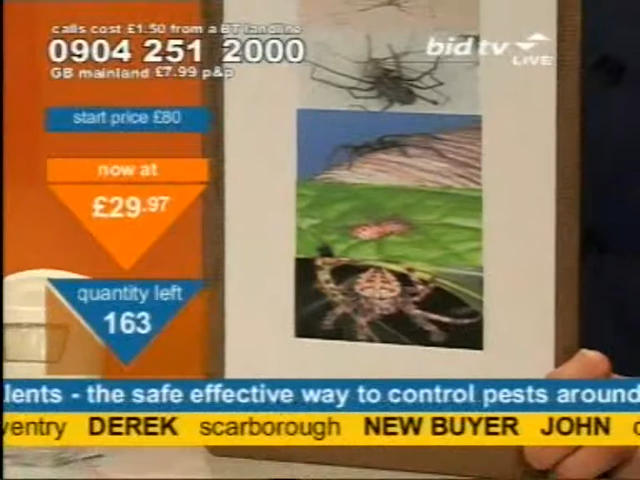 calls cost £1.50 from a BT landline
0904 251 2000
GB mainland £7.99 p&p
bid tv
LIVE
start price £80
now at
£29.97
quantity left
163
lents - the safe effective way to control pests around
ventry DEREK scarborough NEW BUYER JOHN